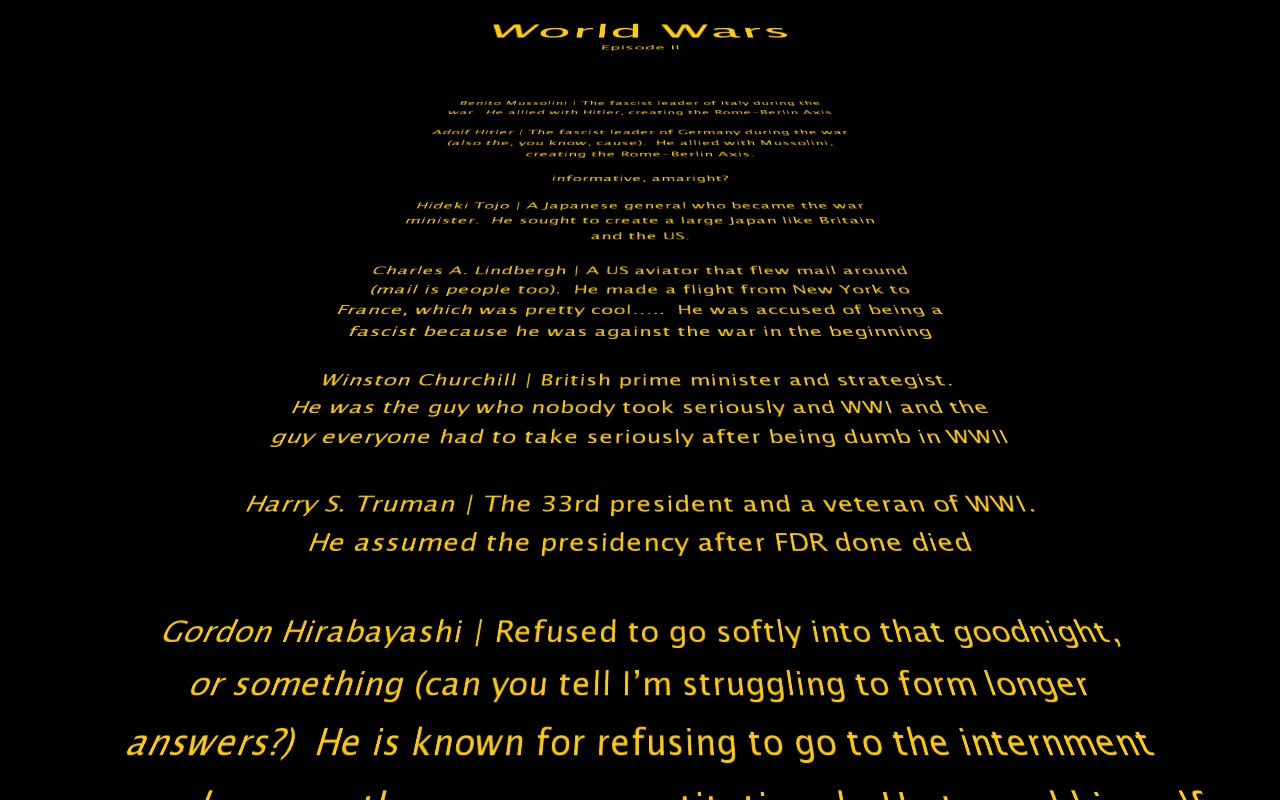 World Wars
Episode II
Benito Mussolini | The fascist leader of Italy during the
war.  He allied with Hitler, creating the Rome-Berlin Axis
Adolf Hitler | The fascist leader of Germany during the war
(also the, you know, cause).  He allied with Mussolini,
creating the Rome-Berlin Axis.
informative, amaright?
Hideki Tojo | A Japanese general who became the war
minister.  He sought to create a large Japan like Britain
and the US.
Charles A. Lindbergh | A US aviator that flew mail around
(mail is people too).  He made a flight from New York to
France, which was pretty cool.....  He was accused of being a
fascist because he was against the war in the beginning
Winston Churchill | British prime minister and strategist.
He was the guy who nobody took seriously and WWI and the
guy everyone had to take seriously after being dumb in WWII
Harry S. Truman | The 33rd president and a veteran of WWI.
He assumed the presidency after FDR done died
Gordon Hirabayashi | Refused to go softly into that goodnight,
or something (can you tell I’m struggling to form longer
answers?)  He is known for refusing to go to the internment